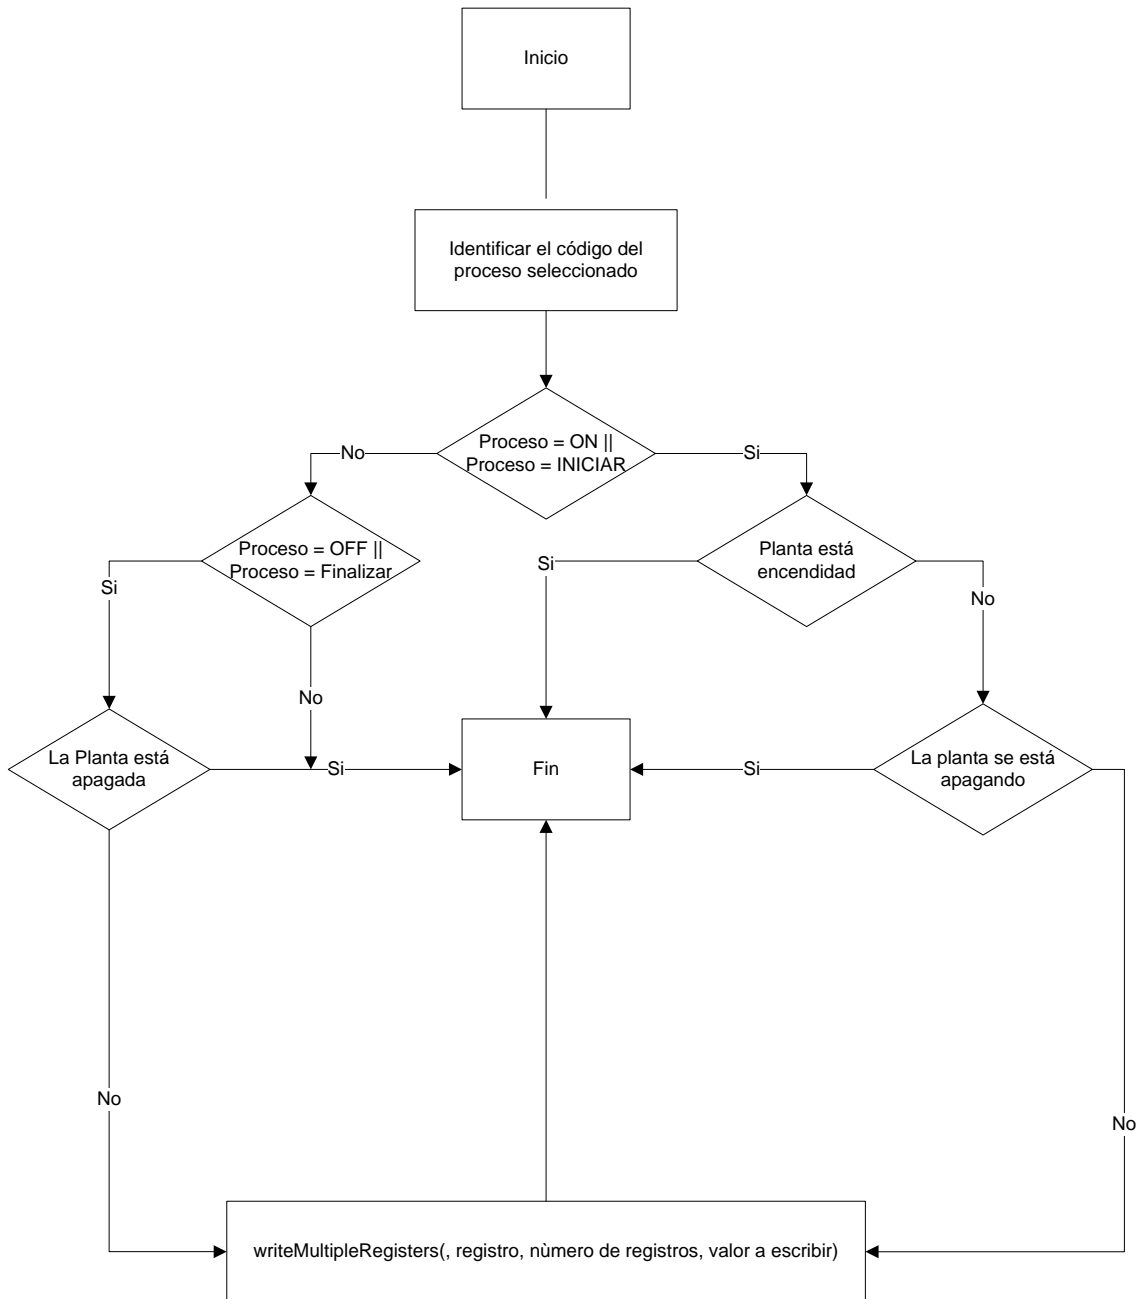 Inicio
Identificar el código del
proceso seleccionado
Proceso = ON ||
Proceso = INICIAR
No
Si
Proceso = OFF ||
Proceso = Finalizar
Planta está
encendidad
Si
Si
No
No
La Planta está
apagada
Si
Fin
Si
La planta se está
apagando
No
No
writeMultipleRegisters(, registro, nùmero de registros, valor a escribir)